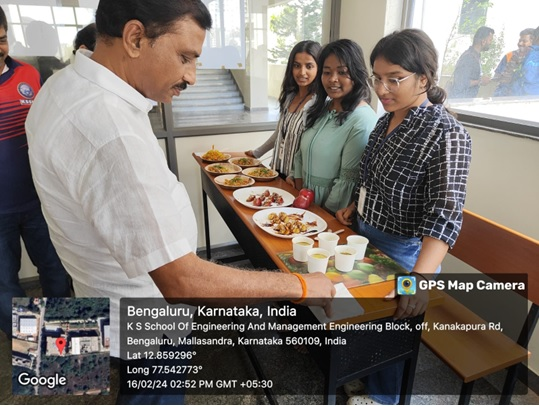 GPS Map Camera
Bengaluru, Karnataka, India
K S School Of Engineering And Management Engineering Block, off, Kanakapura Rd,
Bengaluru, Mallasandra, Karnataka 560109, India
Lat 12.859296°
Long 77.542773°
16/02/24 02:52 PM GMT +05:30
Google